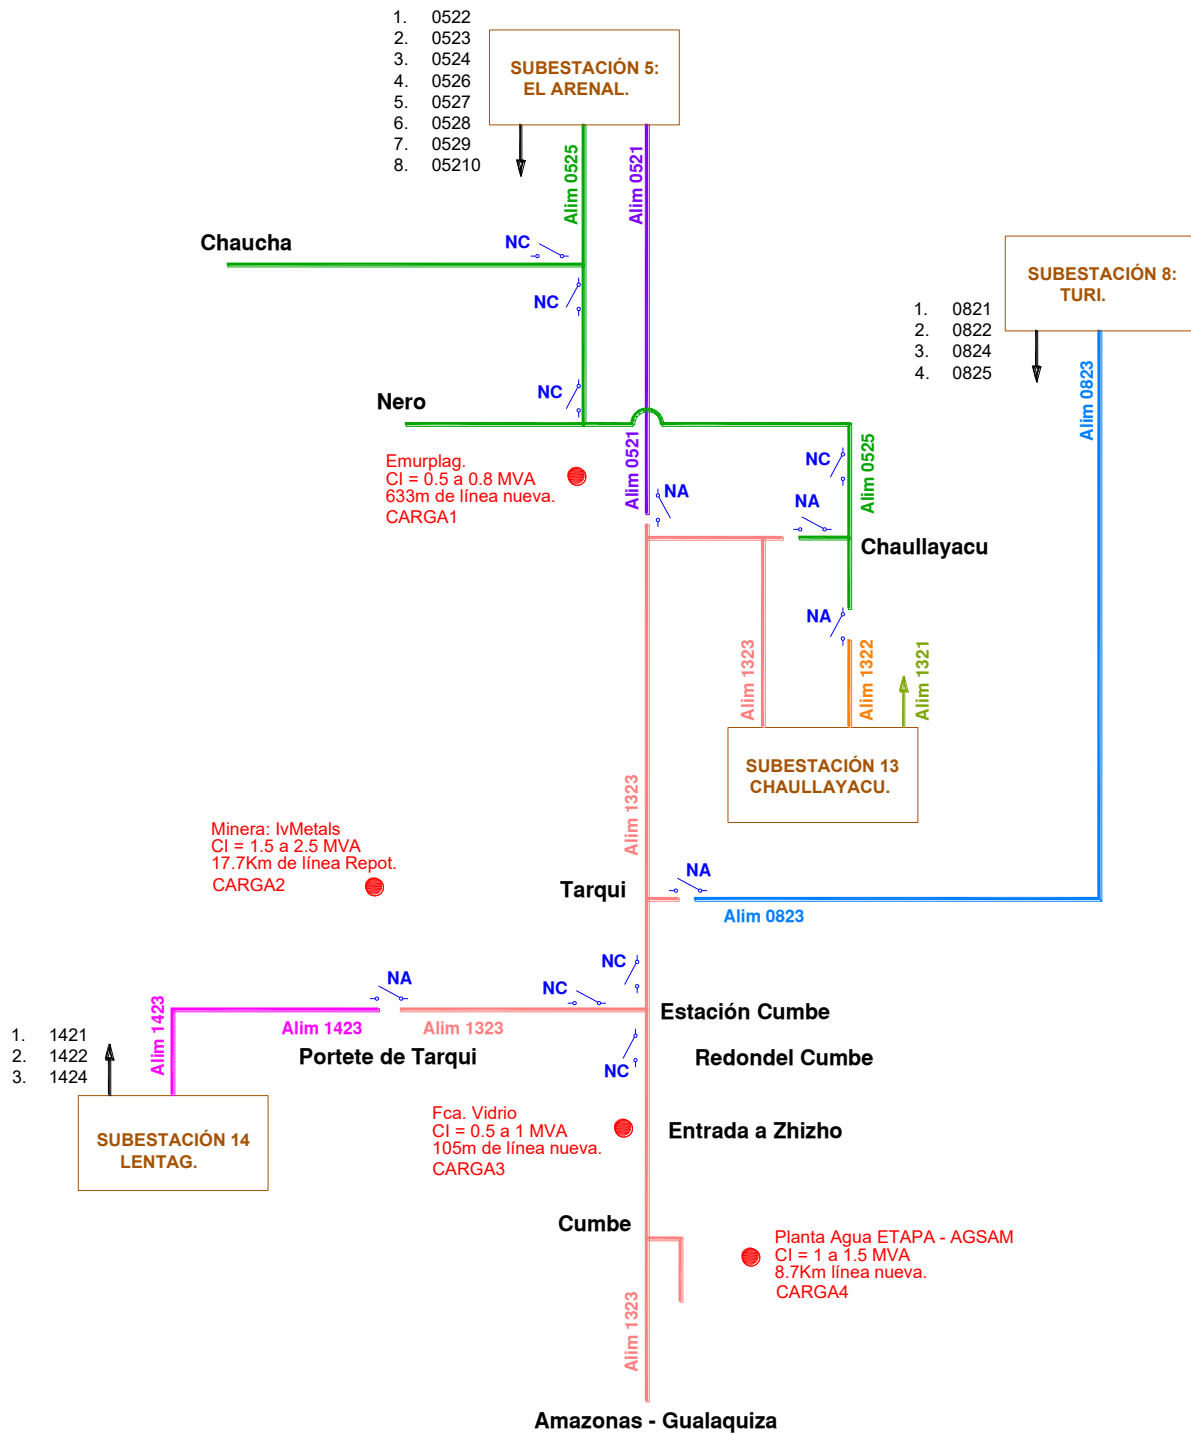 1. 0522
2. 0523
3. 0524
4. 0526
5. 0527
6. 0528
7. 0529
8. 05210
SUBESTACIÓN 5:
EL ARENAL.
Alim 0525
Alim 0521
Chaucha
NC
NC
NC
Nero
SUBESTACIÓN 8:
TURI.
1. 0821
2. 0822
3. 0824
4. 0825
Alim 0823
Emurplag.
CI = 0.5 a 0.8 MVA
633m de línea nueva.
CARGA1
Alim 0521
NA
NC
NA
Alim 0525
Chaullayacu
NA
Alim 1323
Alim 1322
Alim 1321
SUBESTACIÓN 13
CHAULLAYACU.
Alim 1323
Minera: IvMetals
CI = 1.5 a 2.5 MVA
17.7Km de línea Repot.
CARGA2
Tarqui
NA
Alim 0823
NC
NC
NA
Estación Cumbe
Alim 1423
Alim 1423
Alim 1323
Portete de Tarqui
NC
Redondel Cumbe
1. 1421
2. 1422
3. 1424
SUBESTACIÓN 14
LENTAG.
Fca. Vidrio
CI = 0.5 a 1 MVA
105m de línea nueva.
CARGA3
Entrada a Zhizho
Cumbe
Planta Agua ETAPA - AGSAM
CI = 1 a 1.5 MVA
8.7Km línea nueva.
CARGA4
Alim 1323
Amazonas - Gualaquiza